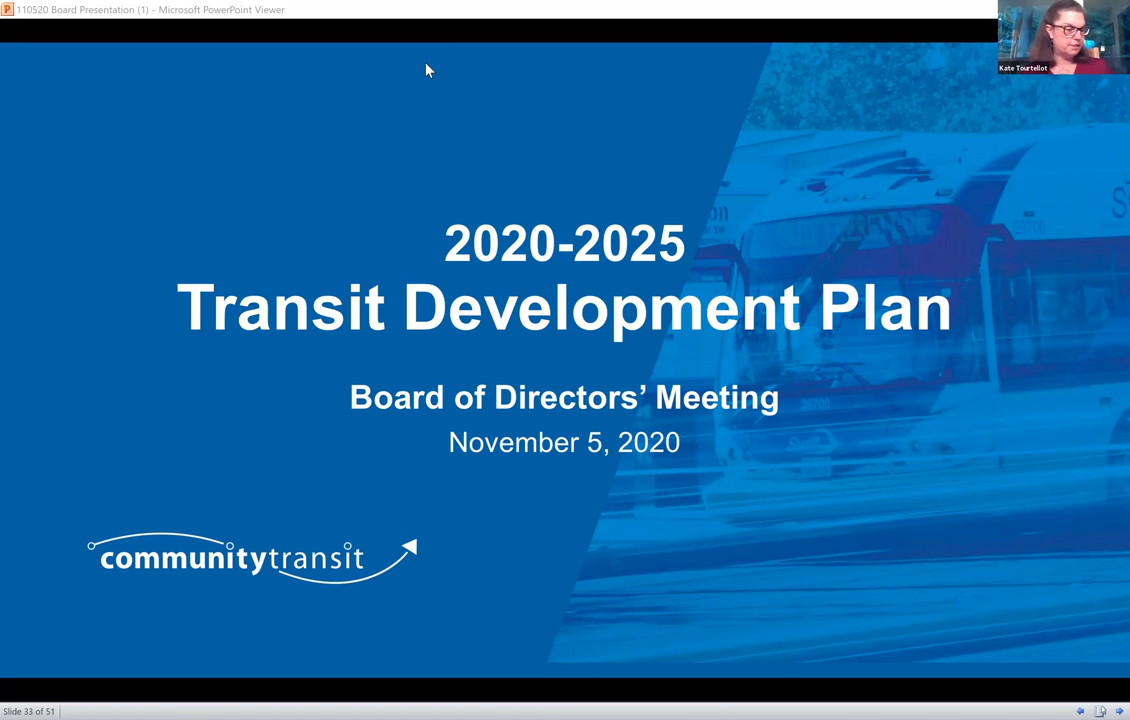 110520 Board Presentation (1) - Microsoft PowerPoint Viewer
Kate Tourtellot
2020-2025
Transit Development Plan
Board of Directors’ Meeting
November 5, 2020
communitytransit
Slide 33 of 51